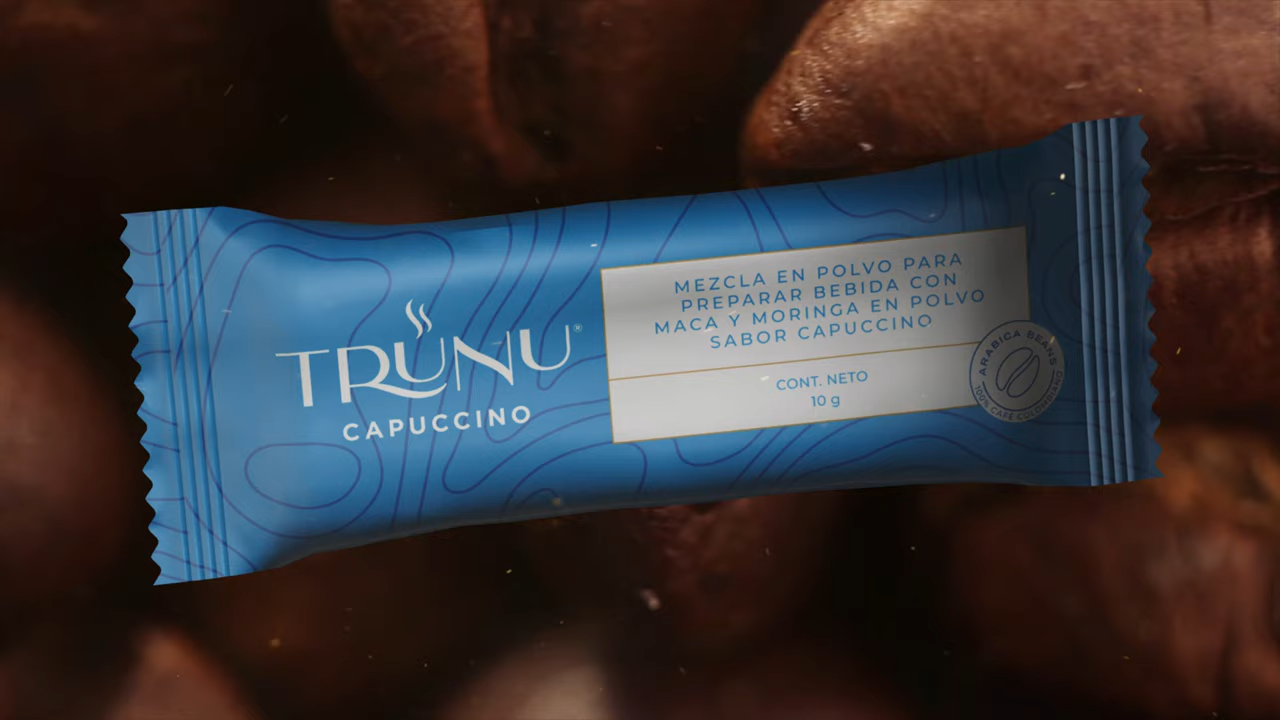 TRUNU®
CAPUCCINO
MEZCLA EN POLVO PARA
PREPARAR BEBIDA CON
MACA Y MORINGA EN POLVO
SABOR CAPUCCINO
CONT. NETO
10 g
ARABICA BEANS
100% CAFÉ COLOMBIANO